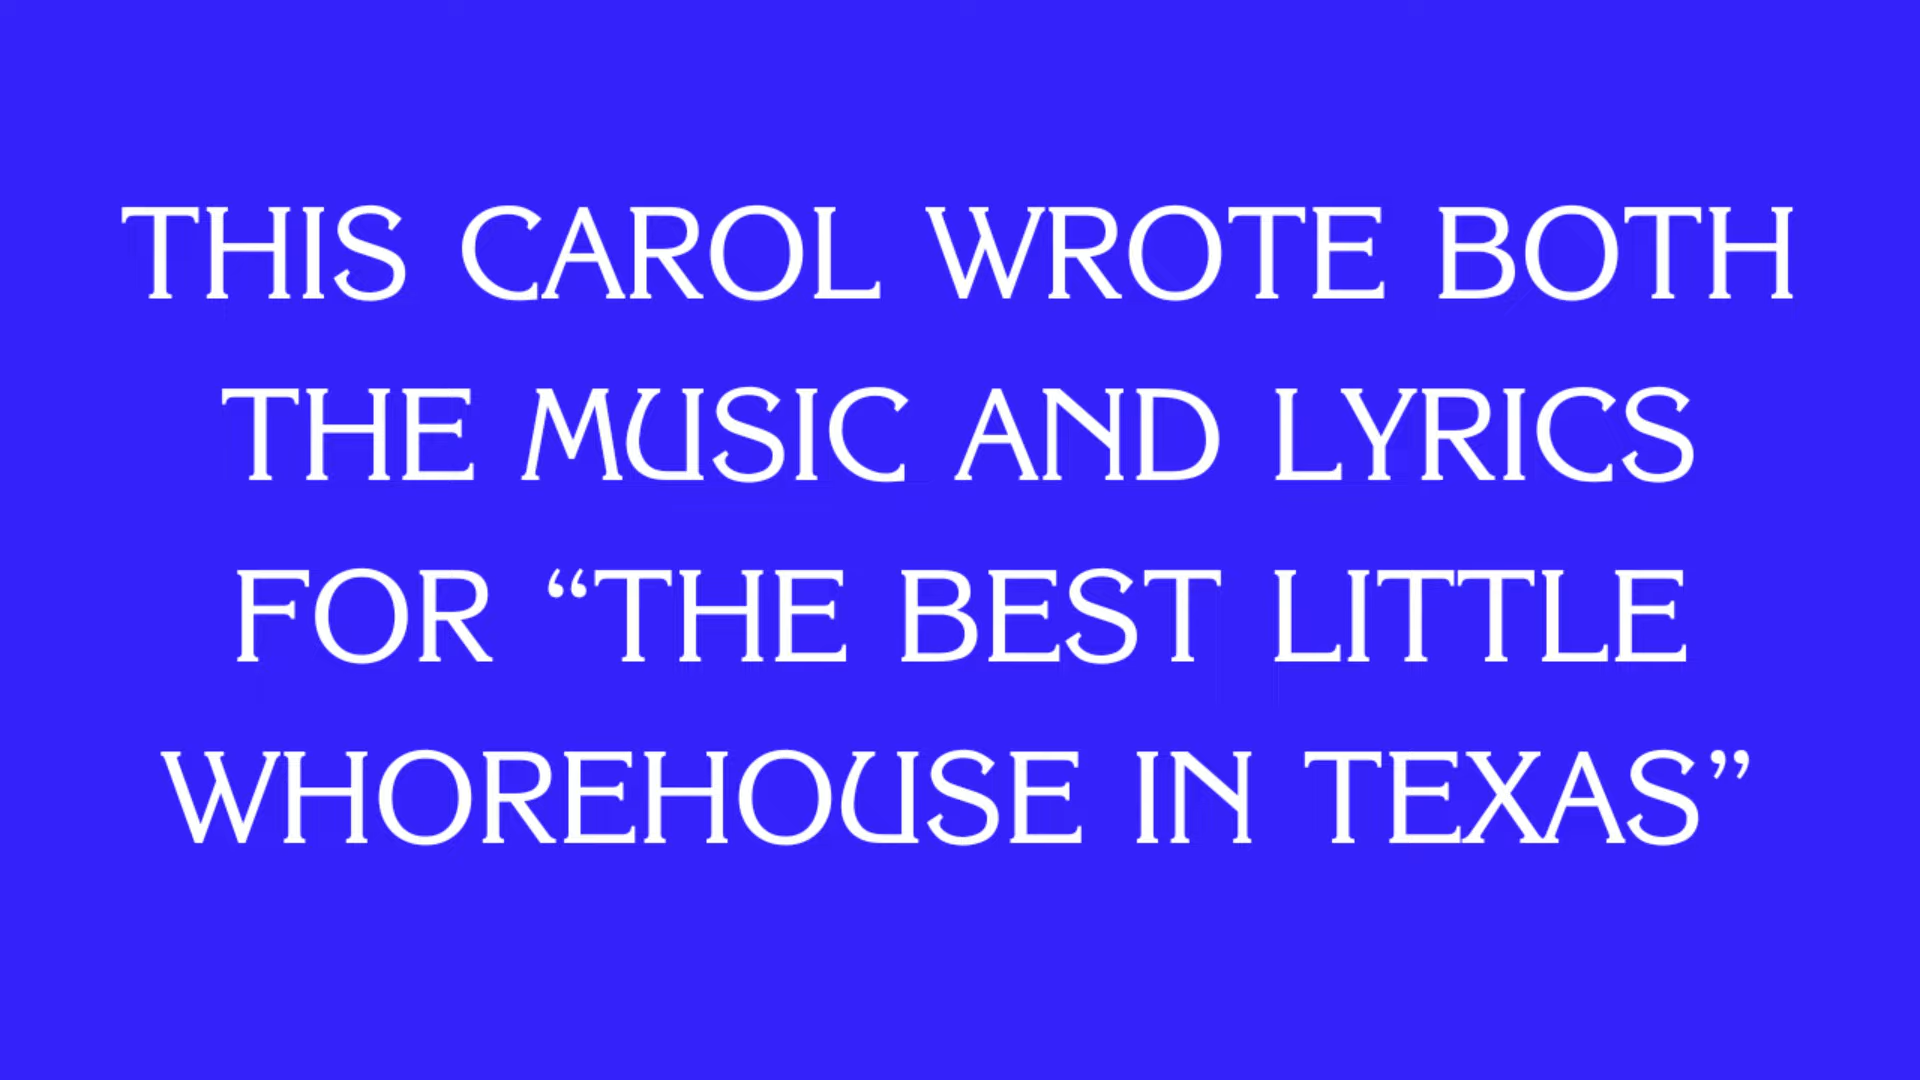 THIS CAROL WROTE BOTH
THE MUSIC AND LYRICS
FOR “THE BEST LITTLE
WHOREHOUSE IN TEXAS”